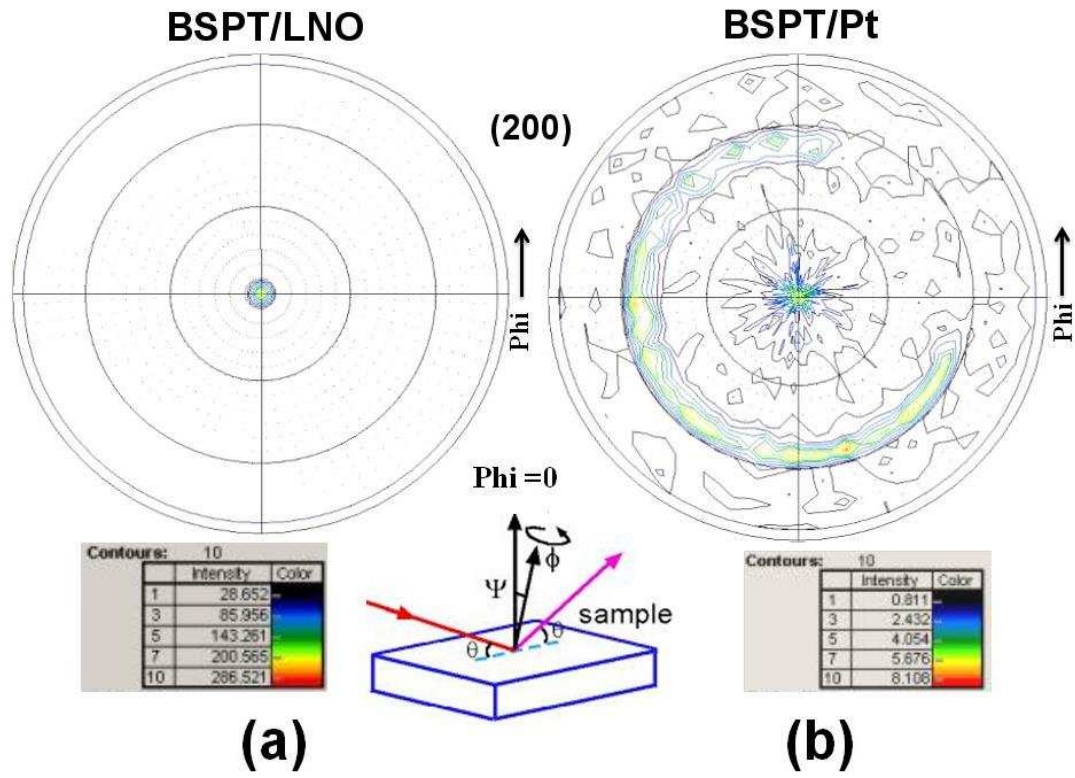 BSPT/LNO
BSPT/Pt
(200)
Phi
Phi
Phi =0
Contours: 10
Intensity Color
1 28.652
3 85.956
5 143.261
7 200.565
10 286.521
Ψ
ϕ
sample
θ
θ
Contours: 10
Intensity Color
1 0.811
3 2.432
5 4.054
7 5.676
10 8.108
(a)
(b)